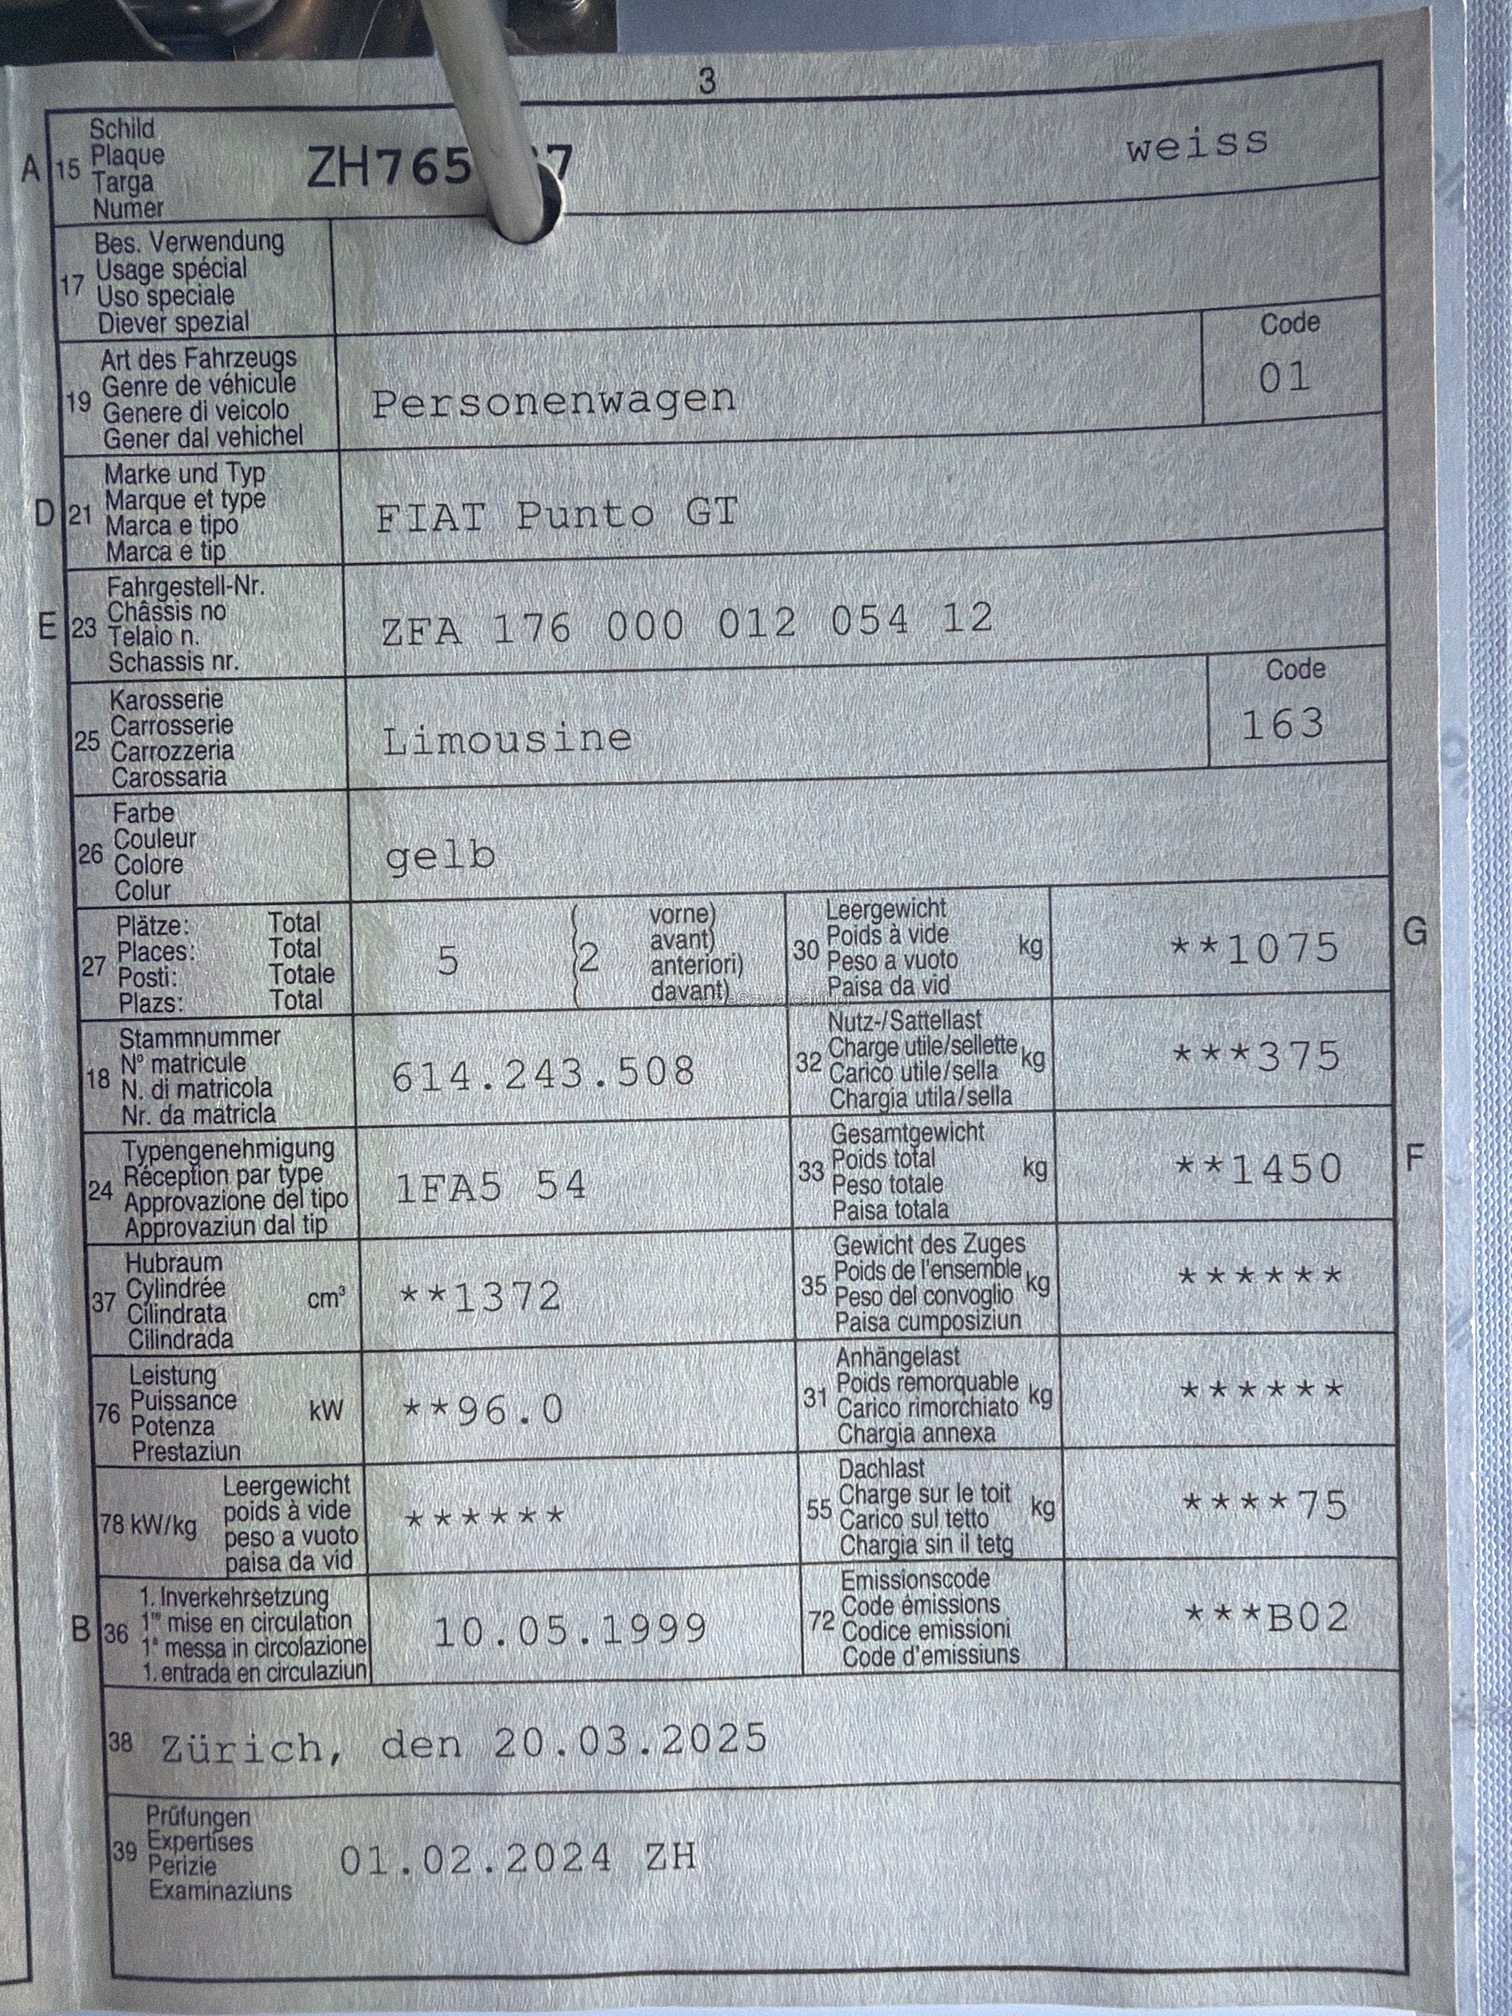 3
A 15 Schild
Plaque
Targa
Numer
ZH765 7 weiss
17 Bes. Verwendung
Usage spécial
Uso speciale
Diever spezial
19 Art des Fahrzeugs
Genre de véhicule
Genere di veicolo
Gener dal vehichel
Personenwagen
Code
01
D 21 Marke und Typ
Marque et type
Marca e tipo
Marca e tip
FIAT Punto GT
E 23 Fahrgestell-Nr.
Châssis no
Telaio n.
Schassis nr.
ZFA 176 000 012 054 12
25 Karosserie
Carrosserie
Carrozzeria
Carossaria
Limousine
Code
163
26 Farbe
Couleur
Colore
Colur
gelb
27 Plätze: Total
Places: Total
Posti: Totale
Plazs: Total
5 (2 vorne)
avant)
anteriori)
davant)
30 Leergewicht
Poids à vide
Peso a vuoto
Paisa da vid
kg
**1075
G
18 Stammnummer
Nº matricule
N. di matricola
Nr. da matricla
614.243.508
32 Nutz-/Sattellast
Charge utile/sellette
Carico utile/sella
Chargia utila/sella
kg
***375
24 Typengenehmigung
Réception par type
Approvazione del tipo
Approvaziun dal tip
1FA5 54
33 Gesamtgewicht
Poids total
Peso totale
Paisa totala
kg
**1450
F
37 Hubraum
Cylindrée
Cilindrata
Cilindrada
cm³
**1372
35 Gewicht des Zuges
Poids de l'ensemble
Peso del convoglio
Paisa cumposiziun
kg
******
76 Leistung
Puissance
Potenza
Prestaziun
kW
**96.0
31 Anhängelast
Poids remorquable
Carico rimorchiato
Chargia annexa
kg
******
78 kW/kg
Leergewicht
poids à vide
peso a vuoto
paisa da vid
******
55 Dachlast
Charge sur le toit
Carico sul tetto
Chargia sin il tetg
kg
****75
B 36 1. Inverkehrsetzung
1re mise en circulation
1a messa in circolazione
1. entrada en circulaziun
10.05.1999
72 Emissionscode
Code émissions
Codice emissioni
Code d'emissiuns
***B02
38 Zürich, den 20.03.2025
39 Prüfungen
Expertises
Perizie
Examinaziuns
01.02.2024 ZH